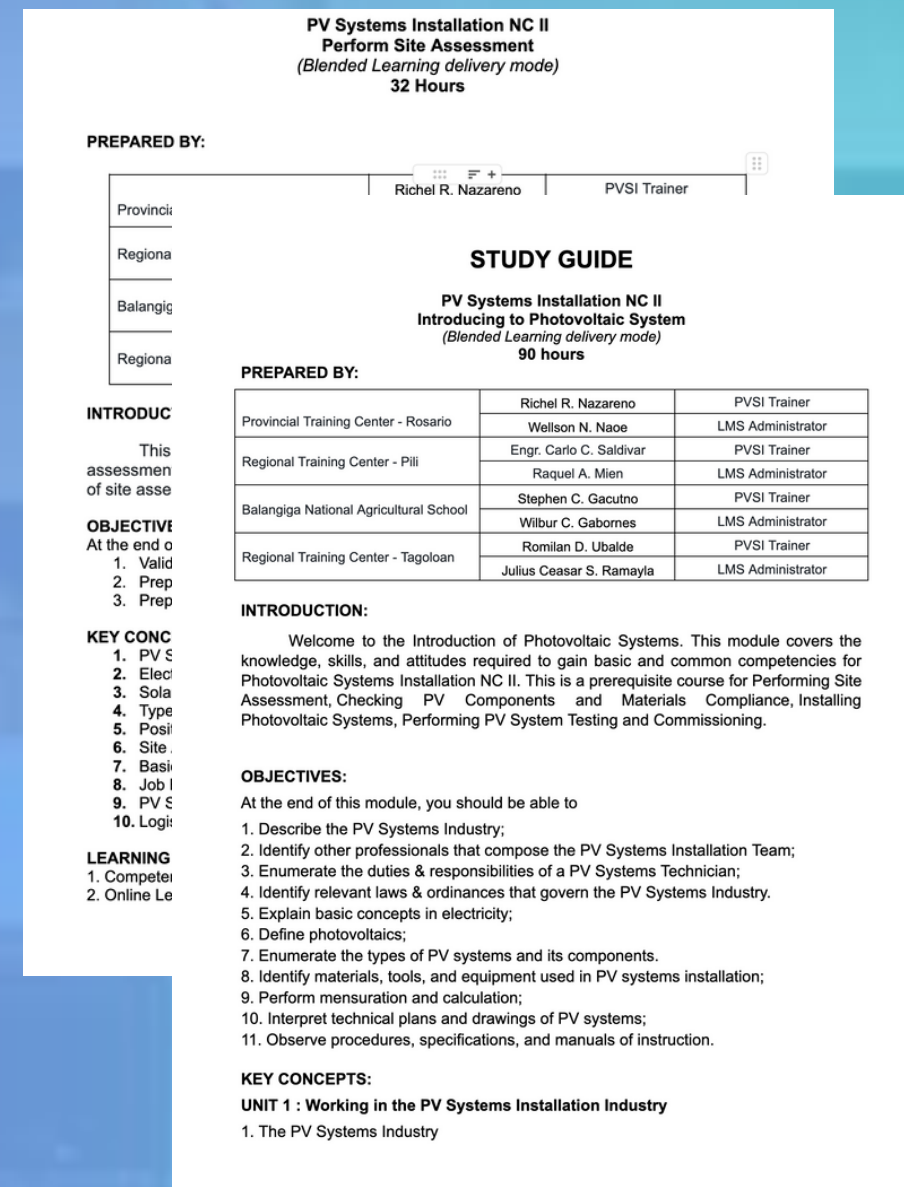 PV Systems Installation NC II
Perform Site Assessment
(Blended Learning delivery mode)
32 Hours
PREPARED BY:
Richel R. Nazareno PVSI Trainer
STUDY GUIDE
PV Systems Installation NC II
Introducing to Photovoltaic System
(Blended Learning delivery mode)
90 hours
PREPARED BY:
Provincial Training Center - Rosario
Richel R. Nazareno PVSI Trainer
Wellson N. Naoe LMS Administrator
Regional Training Center - Pili
Engr. Carlo C. Saldivar PVSI Trainer
Raquel A. Mien LMS Administrator
Balangiga National Agricultural School
Stephen C. Gacutno PVSI Trainer
Wilbur C. Gabornes LMS Administrator
Regional Training Center - Tagoloan
Romilan D. Ubalde PVSI Trainer
Julius Ceasar S. Ramayla LMS Administrator
INTRODUCTION:
Welcome to the Introduction of Photovoltaic Systems. This module covers the
knowledge, skills, and attitudes required to gain basic and common competencies for
Photovoltaic Systems Installation NC II. This is a prerequisite course for Performing Site
Assessment, Checking PV Components and Materials Compliance, Installing
Photovoltaic Systems, Performing PV System Testing and Commissioning.
OBJECTIVES:
At the end of this module, you should be able to
1. Describe the PV Systems Industry;
2. Identify other professionals that compose the PV Systems Installation Team;
3. Enumerate the duties & responsibilities of a PV Systems Technician;
4. Identify relevant laws & ordinances that govern the PV Systems Industry.
5. Explain basic concepts in electricity;
6. Define photovoltaics;
7. Enumerate the types of PV systems and its components.
8. Identify materials, tools, and equipment used in PV systems installation;
9. Perform mensuration and calculation;
10. Interpret technical plans and drawings of PV systems;
11. Observe procedures, specifications, and manuals of instruction.
KEY CONCEPTS:
UNIT 1 : Working in the PV Systems Installation Industry
1. The PV Systems Industry
Provincia
Regiona
Balangig
Regiona
INTRODUC
This
assessmen
of site asse
OBJECTIVE
At the end o
1. Valid
2. Prep
3. Prep
KEY CONC
1. PV S
2. Elect
3. Sola
4. Type
5. Posit
6. Site
7. Basi
8. Job
9. PV S
10. Logis
LEARNING
1. Competer
2. Online Le